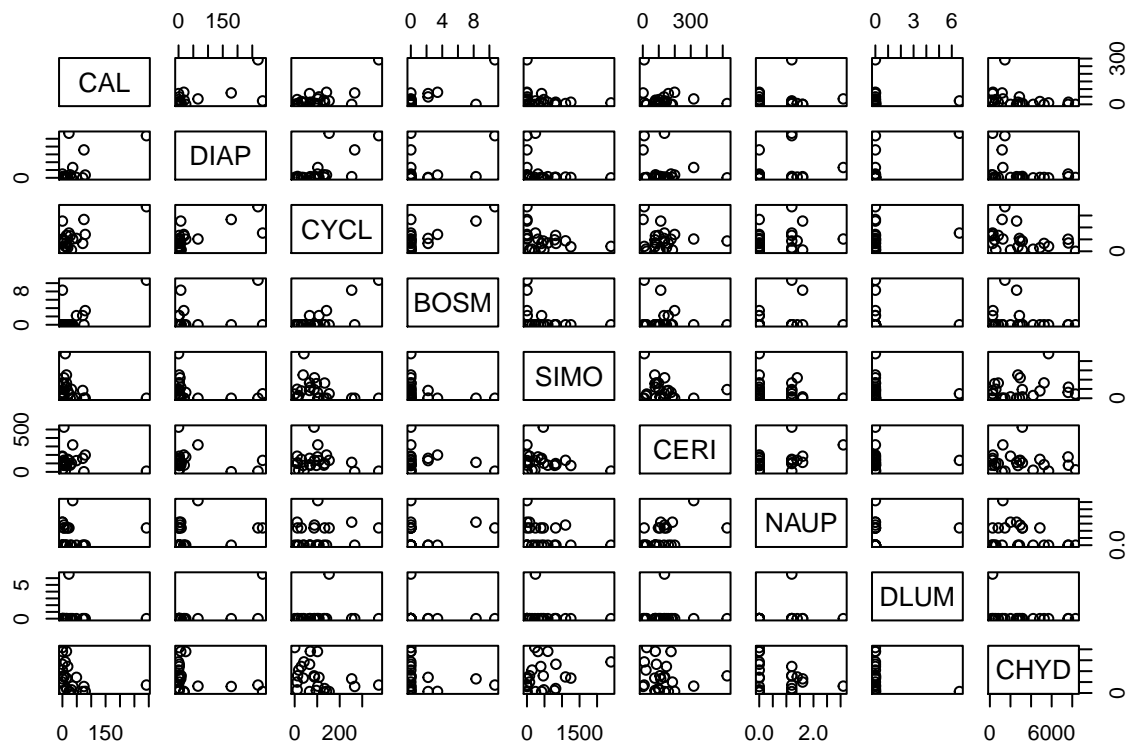 0 150 0 4 8 0 300 0 3 6
CAL 0 300
0 DIAP
CYCL 0
0 8 BOSM
SIMO 0
0 500 CERI
NAUP 0.0
0 5 DLUM
CHYD 0
0 150 0 200 0 1500 0.0 2.0 0 6000